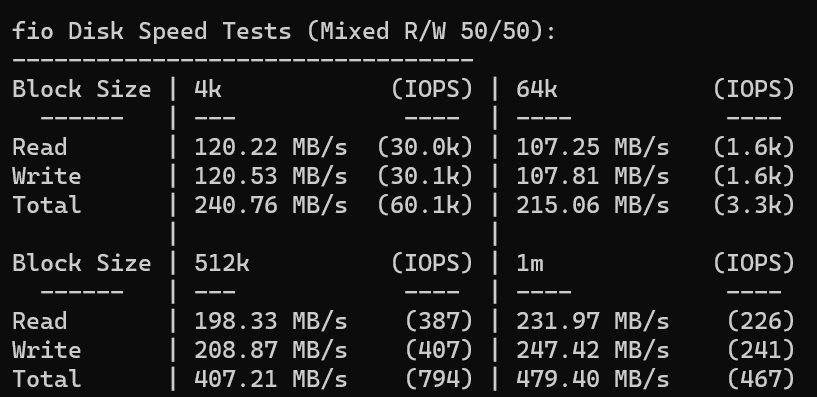 fio Disk Speed Tests (Mixed R/W 50/50):
---------------------------------
Block Size | 4k            (IOPS) | 64k           (IOPS)
  ------   | ---            ----  | ----           ----
Read       | 120.22 MB/s  (30.0k) | 107.25 MB/s   (1.6k)
Write      | 120.53 MB/s  (30.1k) | 107.81 MB/s   (1.6k)
Total      | 240.76 MB/s  (60.1k) | 215.06 MB/s   (3.3k)
           |                      |
Block Size | 512k          (IOPS) | 1m            (IOPS)
  ------   | ---            ----  | ----           ----
Read       | 198.33 MB/s    (387) | 231.97 MB/s    (226)
Write      | 208.87 MB/s    (407) | 247.42 MB/s    (241)
Total      | 407.21 MB/s    (794) | 479.40 MB/s    (467)